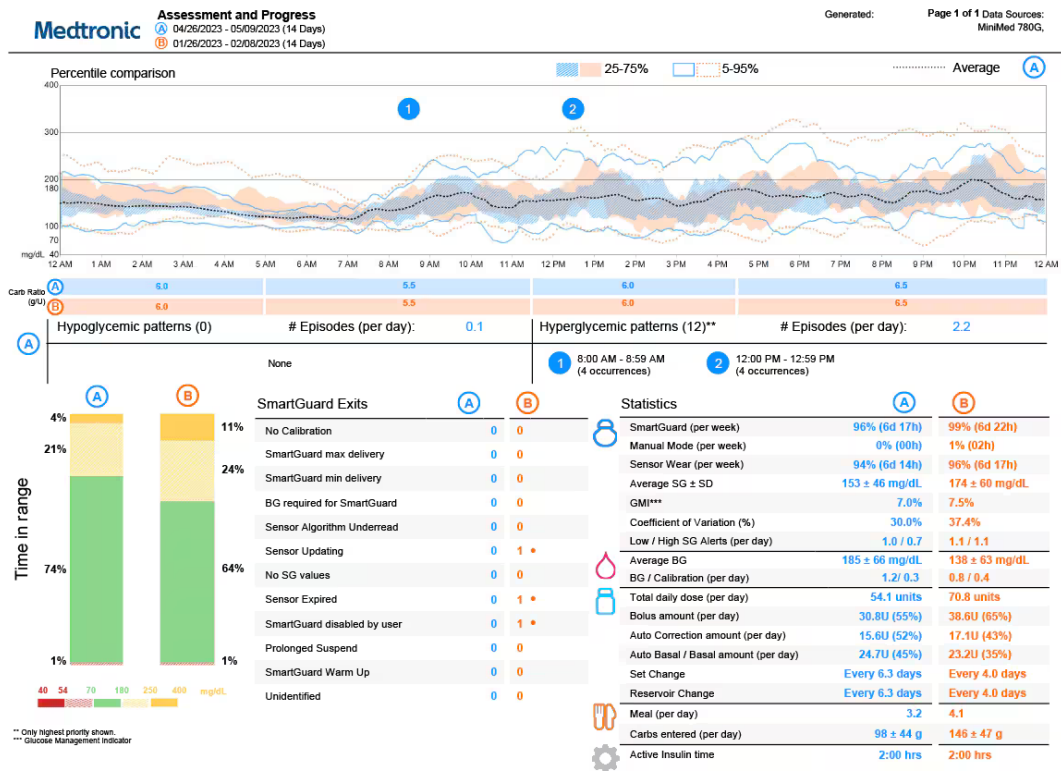 Medtronic
Assessment and Progress
A 04/26/2023 - 05/09/2023 (14 Days)
B 01/26/2023 - 02/08/2023 (14 Days)
Generated:
Page 1 of 1 Data Sources:
MiniMed 780G,
Percentile comparison
25-75%
5-95%
Average
A
400
300
200
180
100
70
40
mg/dL
1
2
12 AM 1 AM 2 AM 3 AM 4 AM 5 AM 6 AM 7 AM 8 AM 9 AM 10 AM 11 AM 12 PM 1 PM 2 PM 3 PM 4 PM 5 PM 6 PM 7 PM 8 PM 9 PM 10 PM 11 PM 12 AM
Carb Ratio
(g/U)
A 6.0 5.5 6.0 6.5
B 6.0 5.5 6.0 6.5
A
Hypoglycemic patterns (0) # Episodes (per day): 0.1
None
Hyperglycemic patterns (12)** # Episodes (per day): 2.2
1 8:00 AM - 8:59 AM
(4 occurrences)
2 12:00 PM - 12:59 PM
(4 occurrences)
Time in range
A B
4% 11%
21% 24%
74% 64%
1% 1%
40 54 70 180 250 400 mg/dL
** Only highest priority shown.
*** Glucose Management Indicator
SmartGuard Exits A B
No Calibration 0 0
SmartGuard max delivery 0 0
SmartGuard min delivery 0 0
BG required for SmartGuard 0 0
Sensor Algorithm Underread 0 0
Sensor Updating 0 1
No SG values 0 0
Sensor Expired 0 1
SmartGuard disabled by user 0 1
Prolonged Suspend 0 0
SmartGuard Warm Up 0 0
Unidentified 0 0
Statistics A B
SmartGuard (per week) 96% (6d 17h) 99% (6d 22h)
Manual Mode (per week) 0% (00h) 1% (02h)
Sensor Wear (per week) 94% (6d 14h) 96% (6d 17h)
Average SG ± SD 153 ± 46 mg/dL 174 ± 60 mg/dL
GMI*** 7.0% 7.5%
Coefficient of Variation (%) 30.0% 37.4%
Low / High SG Alerts (per day) 1.0 / 0.7 1.1 / 1.1
Average BG 185 ± 66 mg/dL 138 ± 63 mg/dL
BG / Calibration (per day) 1.2/ 0.3 0.8 / 0.4
Total daily dose (per day) 54.1 units 70.8 units
Bolus amount (per day) 30.8U (55%) 38.6U (65%)
Auto Correction amount (per day) 15.6U (52%) 17.1U (43%)
Auto Basal / Basal amount (per day) 24.7U (45%) 23.2U (35%)
Set Change Every 6.3 days Every 4.0 days
Reservoir Change Every 6.3 days Every 4.0 days
Meal (per day) 3.2 4.1
Carbs entered (per day) 98 ± 44 g 146 ± 47 g
Active Insulin time 2:00 hrs 2:00 hrs